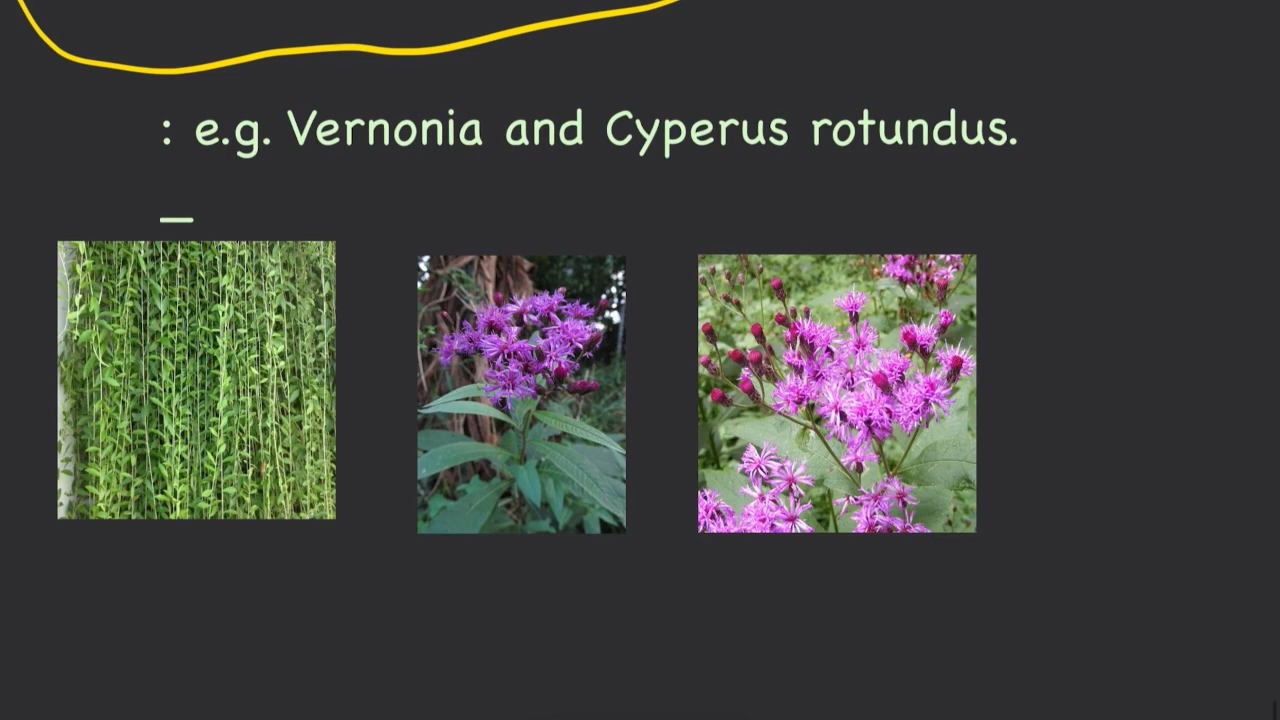 : e.g. Vernonia and Cyperus rotundus.
—